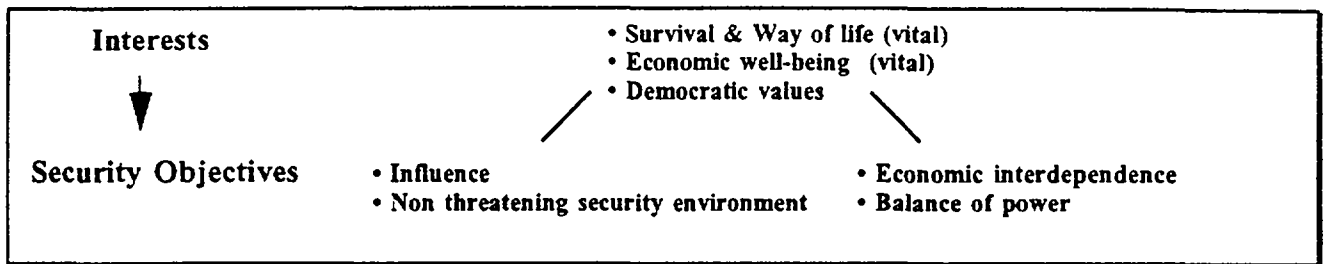 Interests
• Survival & Way of life (vital)
• Economic well-being (vital)
• Democratic values
Security Objectives
• Influence
• Non threatening security environment
• Economic interdependence
• Balance of power